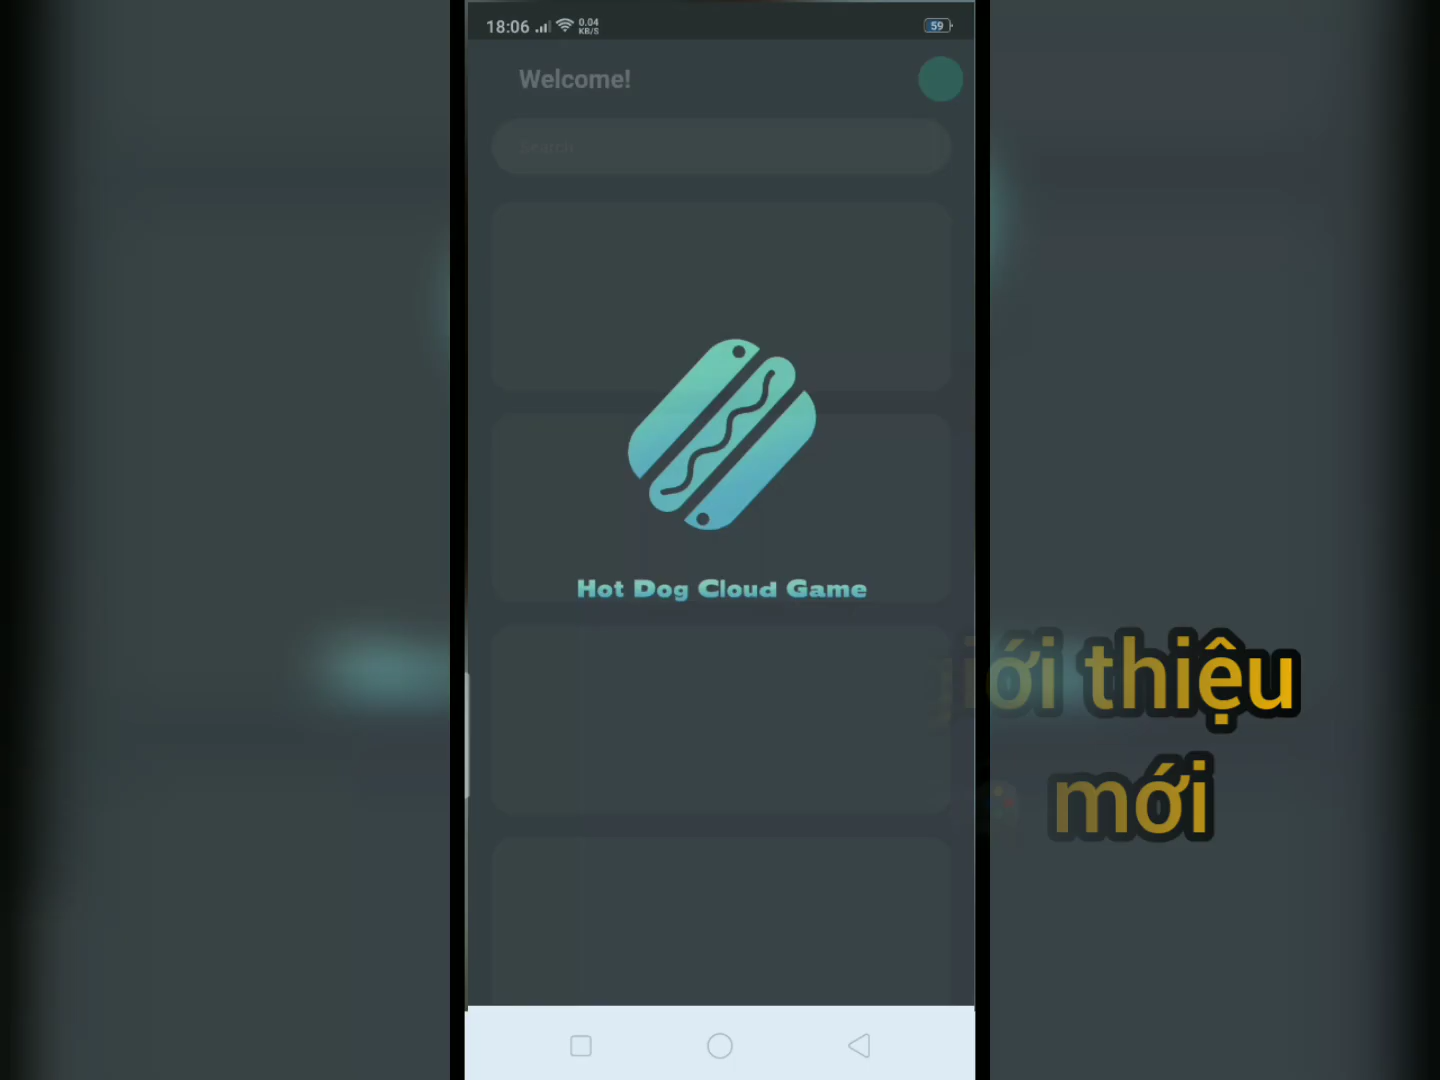 18:06
0.04
KB/S
59
Welcome!
Search
Hot Dog Cloud Game
giới thiệu
mới